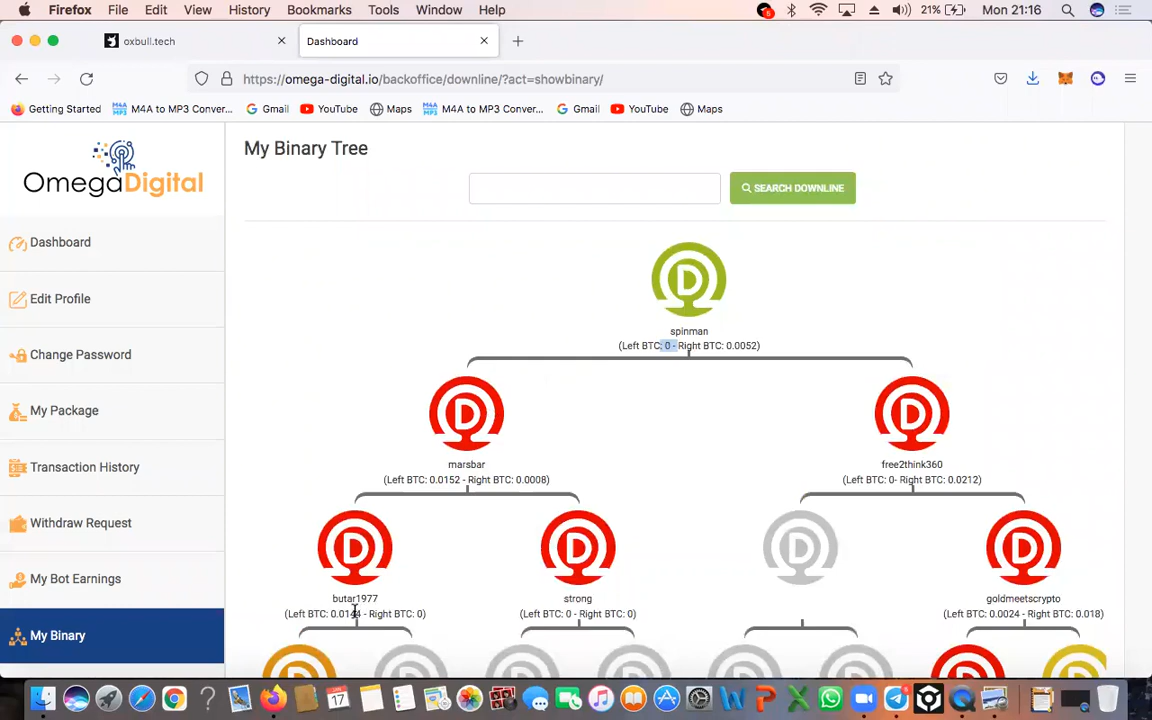 Firefox File Edit View History Bookmarks Tools Window Help 21% Mon 21:16
oxbull.tech Dashboard
https://omega-digital.io/backoffice/downline/?act=showbinary/
Getting Started M4A to MP3 Conver... Gmail YouTube Maps M4A to MP3 Conver... Gmail YouTube Maps
OmegaDigital
Dashboard
Edit Profile
Change Password
My Package
Transaction History
Withdraw Request
My Bot Earnings
My Binary
My Binary Tree
SEARCH DOWNLINE
spinman
(Left BTC: 0 - Right BTC: 0.0052)
marsbar free2think360
(Left BTC: 0.0152 - Right BTC: 0.0008) (Left BTC: 0- Right BTC: 0.0212)
butar1977 strong goldmeetscrypto
(Left BTC: 0.0144 - Right BTC: 0) (Left BTC: 0 - Right BTC: 0) (Left BTC: 0.0024 - Right BTC: 0.018)